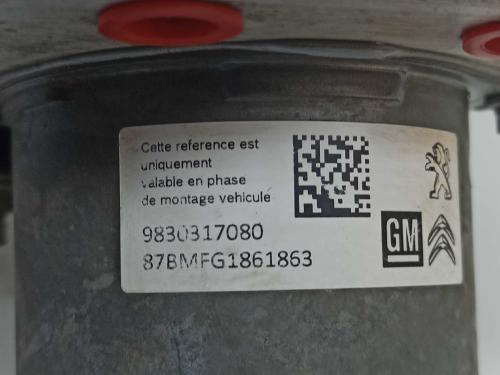 Cette reference est
uniquement
valable en phase
de montage vehicule
9830317080
87BMFG1861863
GM